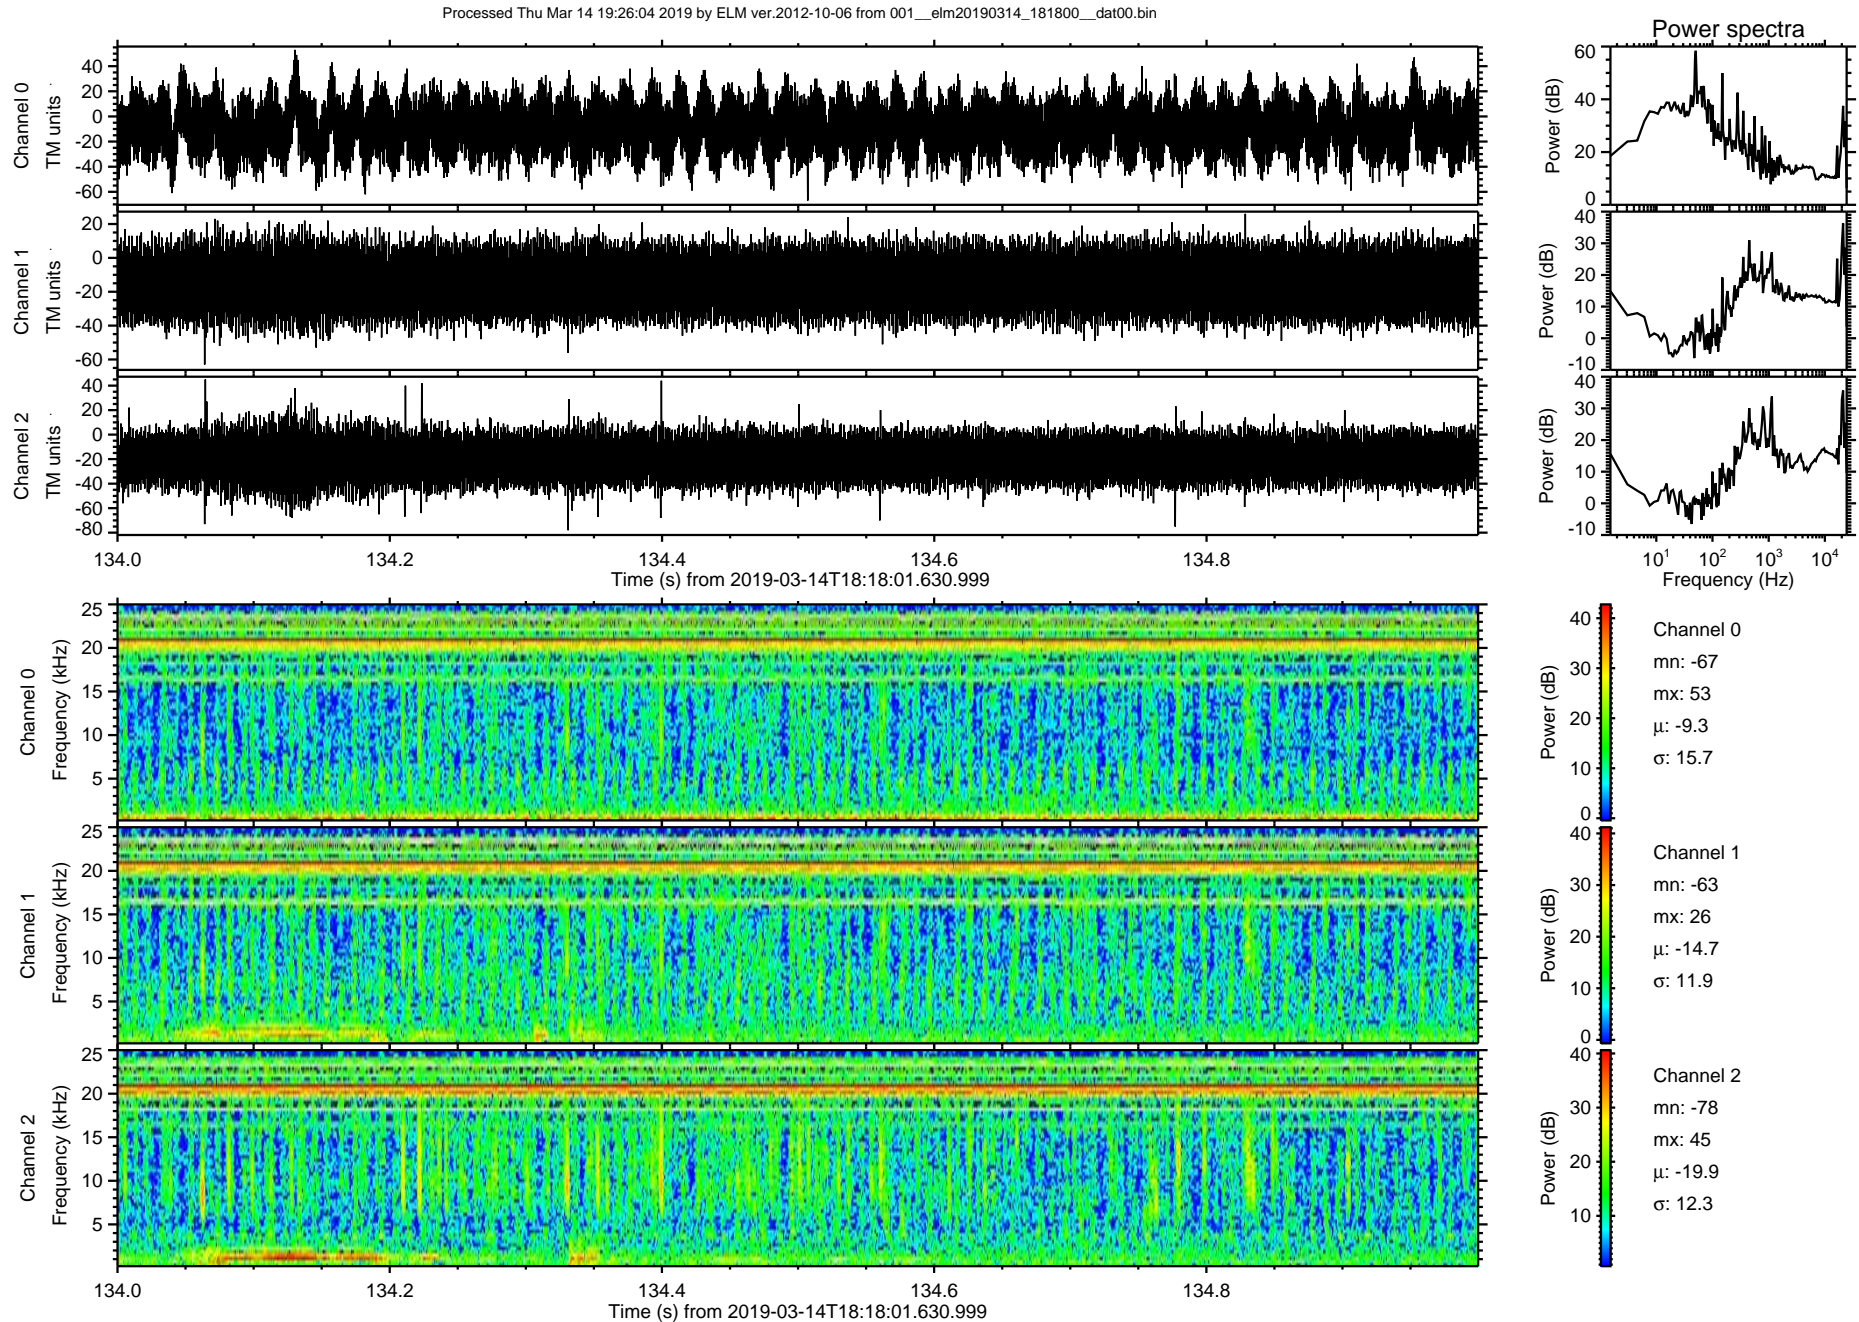 Processed Thu Mar 14 19:26:04 2019 by ELM ver.2012-10-06 from 001__elm20190314_181800__dat00.bin
Power spectra
Channel 0
TM units
40
20
0
-20
-40
-60
Power (dB)
60
40
20
0
Channel 1
TM units
20
0
-20
-40
-60
Power (dB)
40
30
20
10
0
-10
Channel 2
TM units
40
20
0
-20
-40
-60
-80
Power (dB)
40
30
20
10
0
-10
134.0 134.2 134.4 134.6 134.8
Time (s) from 2019-03-14T18:18:01.630.999
10¹ 10² 10³ 10⁴
Frequency (Hz)
Channel 0
Frequency (kHz)
25
20
15
10
5
Power (dB)
40
30
20
10
0
Channel 0
mn: -67
mx: 53
μ: -9.3
σ: 15.7
Channel 1
Frequency (kHz)
25
20
15
10
5
Power (dB)
40
30
20
10
0
Channel 1
mn: -63
mx: 26
μ: -14.7
σ: 11.9
Channel 2
Frequency (kHz)
25
20
15
10
5
Power (dB)
40
30
20
10
Channel 2
mn: -78
mx: 45
μ: -19.9
σ: 12.3
134.0 134.2 134.4 134.6 134.8
Time (s) from 2019-03-14T18:18:01.630.999